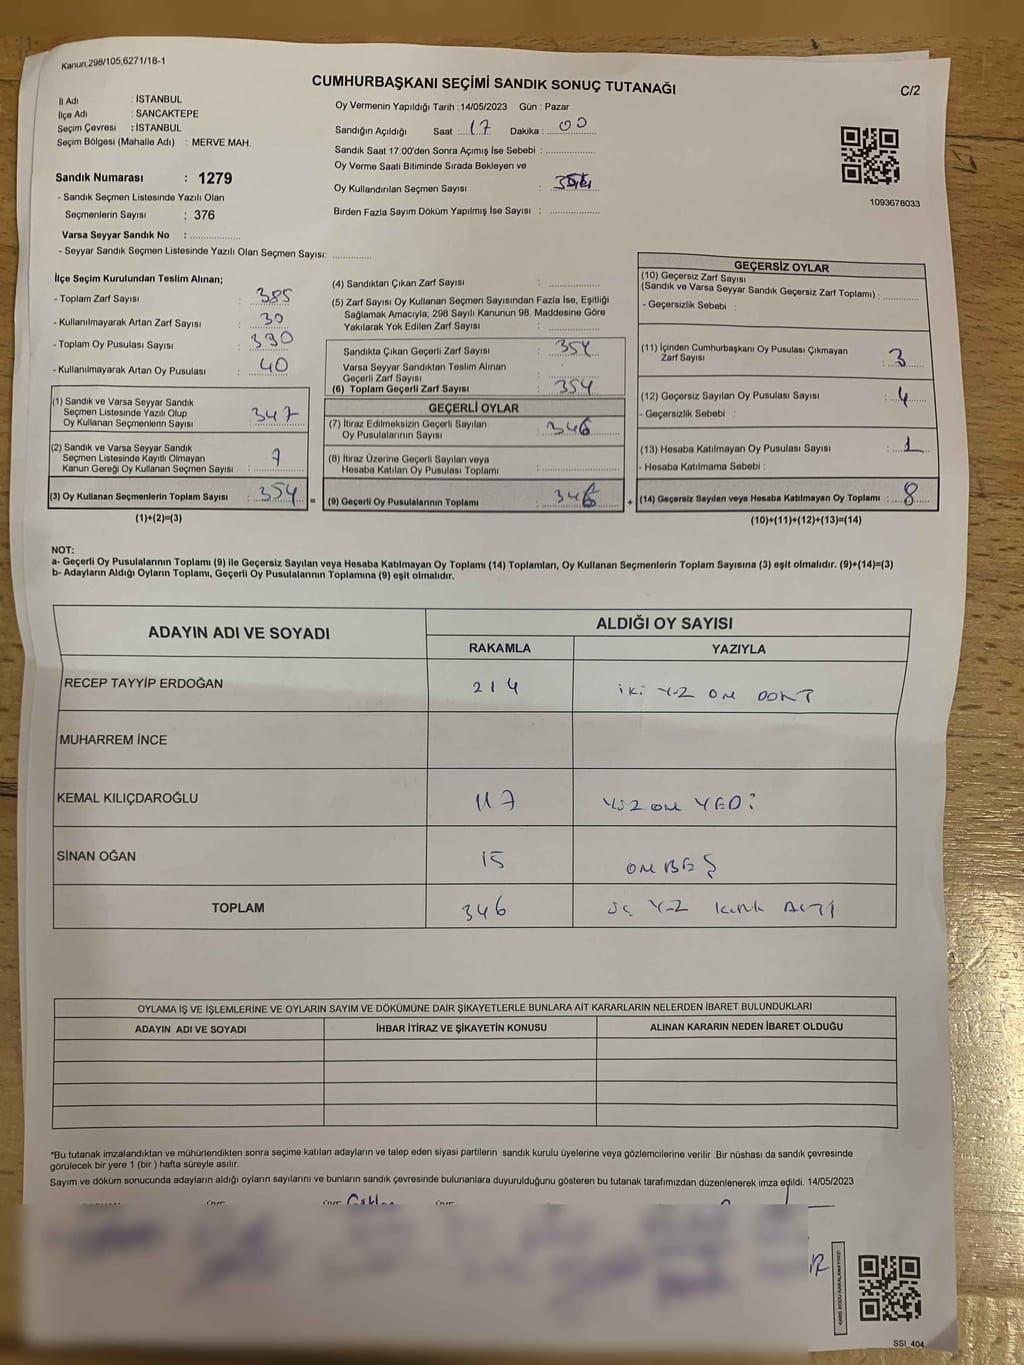 Kanun 298/105,6271/18-1
CUMHURBAŞKANI SEÇİMİ SANDIK SONUÇ TUTANAĞI
C/2
İl Adı : İSTANBUL
İlçe Adı : SANCAKTEPE
Seçim Çevresi : İSTANBUL
Seçim Bölgesi (Mahalle Adı) : MERVE MAH.
Oy Vermenin Yapıldığı Tarih :14/05/2023 Gün : Pazar
Sandığın Açıldığı Saat : 17 Dakika : 00
Sandık Saat 17:00'den Sonra Açımış İse Sebebi :
Oy Verme Saati Bitiminde Sırada Bekleyen ve
Oy Kullandırılan Seçmen Sayısı :
Birden Fazla Sayım Döküm Yapılmış İse Sayısı :
1093678033
Sandık Numarası : 1279
- Sandık Seçmen Listesinde Yazılı Olan
Seçmenlerin Sayısı : 376
Varsa Seyyar Sandık No :
- Seyyar Sandık Seçmen Listesinde Yazılı Olan Seçmen Sayısı:
İlçe Seçim Kurulundan Teslim Alınan;
- Toplam Zarf Sayısı : 385
- Kullanılmayarak Artan Zarf Sayısı : 30
- Toplam Oy Pusulası Sayısı : 390
- Kullanılmayarak Artan Oy Pusulası : 40
(1) Sandık ve Varsa Seyyar Sandık
Seçmen Listesinde Yazılı Olup
Oy Kullanan Seçmenlerin Sayısı : 347
(2) Sandık ve Varsa Seyyar Sandık
Seçmen Listesinde Kayıtlı Olmayan
Kanun Gereği Oy Kullanan Seçmen Sayısı : 7
(3) Oy Kullanan Seçmenlerin Toplam Sayısı : 354 =
(1)+(2)=(3)
(4) Sandıktan Çıkan Zarf Sayısı :
(5) Zarf Sayısı Oy Kullanan Seçmen Sayısından Fazla İse, Eşitliği
Sağlamak Amacıyla; 298 Sayılı Kanunun 98. Maddesine Göre
Yakılarak Yok Edilen Zarf Sayısı :
Sandıkta Çıkan Geçerli Zarf Sayısı : 354
Varsa Seyyar Sandıktan Teslim Alınan
Geçerli Zarf Sayısı :
(6) Toplam Geçerli Zarf Sayısı : 354
GEÇERLİ OYLAR
(7) İtiraz Edilmeksizin Geçerli Sayılan
Oy Pusulalarının Sayısı : 346
(8) İtiraz Üzerine Geçerli Sayılan veya
Hesaba Katılan Oy Pusulası Toplamı :
(9) Geçerli Oy Pusulalarının Toplamı : 346 +
GEÇERSİZ OYLAR
(10) Geçersiz Zarf Sayısı
(Sandık ve Varsa Seyyar Sandık Geçersiz Zarf Toplamı) :
- Geçersizlik Sebebi :
(11) İçinden Cumhurbaşkanı Oy Pusulası Çıkmayan
Zarf Sayısı : 3
(12) Geçersiz Sayılan Oy Pusulası Sayısı : 4
- Geçersizlik Sebebi :
(13) Hesaba Katılmayan Oy Pusulası Sayısı : 1
- Hesaba Katılmama Sebebi :
(14) Geçersiz Sayılan veya Hesaba Katılmayan Oy Toplamı : 8
(10)+(11)+(12)+(13)=(14)
NOT:
a- Geçerli Oy Pusulalarının Toplamı (9) ile Geçersiz Sayılan veya Hesaba Katılmayan Oy Toplamı (14) Toplamları, Oy Kullanan Seçmenlerin Toplam Sayısına (3) eşit olmalıdır. (9)+(14)=(3)
b- Adayların Aldığı Oyların Toplamı, Geçerli Oy Pusulalarının Toplamına (9) eşit olmalıdır.
ADAYIN ADI VE SOYADI
ALDIĞI OY SAYISI
RAKAMLA YAZIYLA
RECEP TAYYİP ERDOĞAN 214 iKi YZ ON DÖRT
MUHARREM İNCE
KEMAL KILIÇDAROĞLU 117 YÜZ ON YEDİ
SİNAN OĞAN 15 ON BEŞ
TOPLAM 346 ÜÇ YZ KIRK ALTI
OYLAMA İŞ VE İŞLEMLERİNE VE OYLARIN SAYIM VE DÖKÜMÜNE DAİR ŞİKAYETLERLE BUNLARA AİT KARARLARIN NELERDEN İBARET BULUNDUKLARI
ADAYIN ADI VE SOYADI İHBAR İTİRAZ VE ŞİKAYETİN KONUSU ALINAN KARARIN NEDEN İBARET OLDUĞU
*Bu tutanak imzalandıktan ve mühürlendikten sonra seçime katılan adayların ve talep eden siyasi partilerin sandık kurulu üyelerine veya gözlemcilerine verilir .Bir nüshası da sandık çevresinde
görülecek bir yere 1 (bir ) hafta süreyle asılır.
Sayım ve döküm sonucunda adayların aldığı oyların sayılarını ve bunların sandık çevresinde bulunanlara duyurulduğunu gösteren bu tutanak tarafımızdan düzenlenerek imza edildi. 14/05/2023
SSI_404